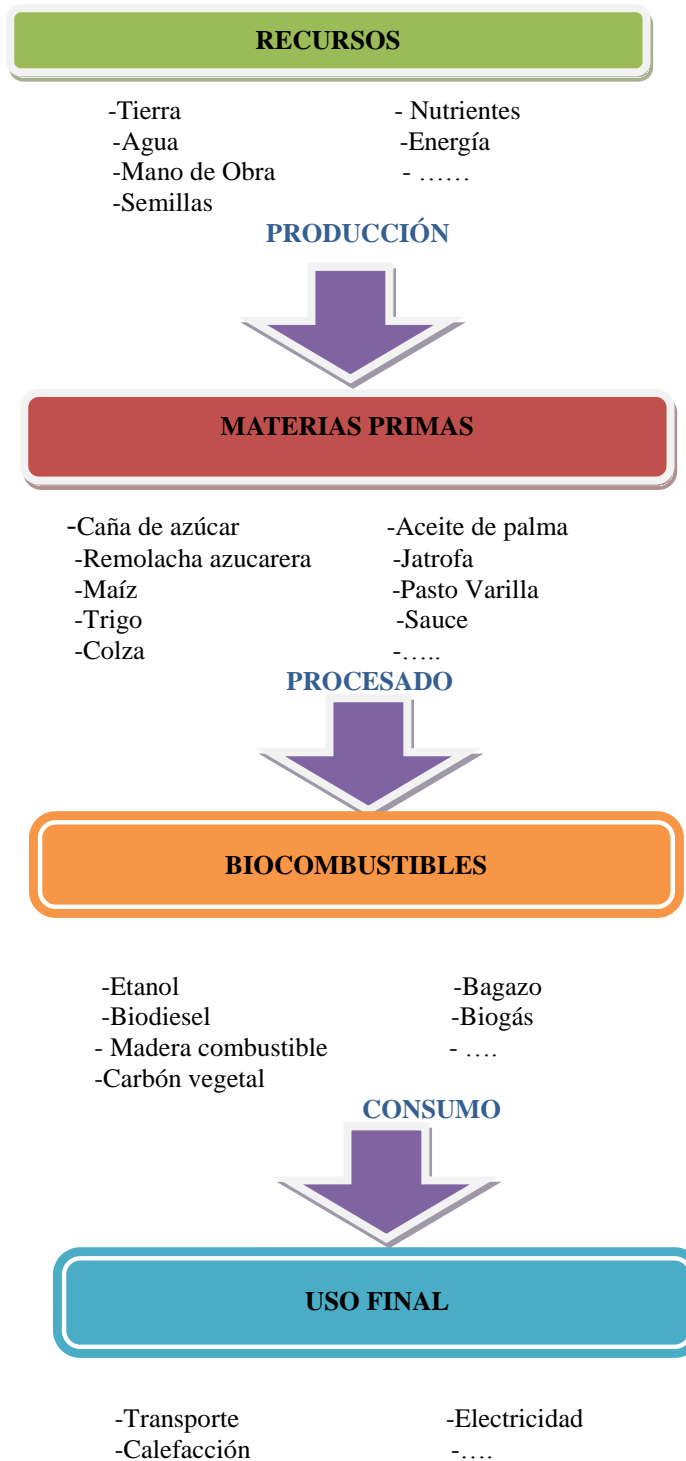 RECURSOS
-Tierra - Nutrientes
-Agua -Energía
-Mano de Obra - ……
-Semillas
PRODUCCIÓN
MATERIAS PRIMAS
-Caña de azúcar -Aceite de palma
-Remolacha azucarera -Jatrofa
-Maíz -Pasto Varilla
-Trigo -Sauce
-Colza -…..
PROCESADO
BIOCOMBUSTIBLES
-Etanol -Bagazo
-Biodiesel -Biogás
- Madera combustible - ….
-Carbón vegetal
CONSUMO
USO FINAL
-Transporte -Electricidad
-Calefacción -….